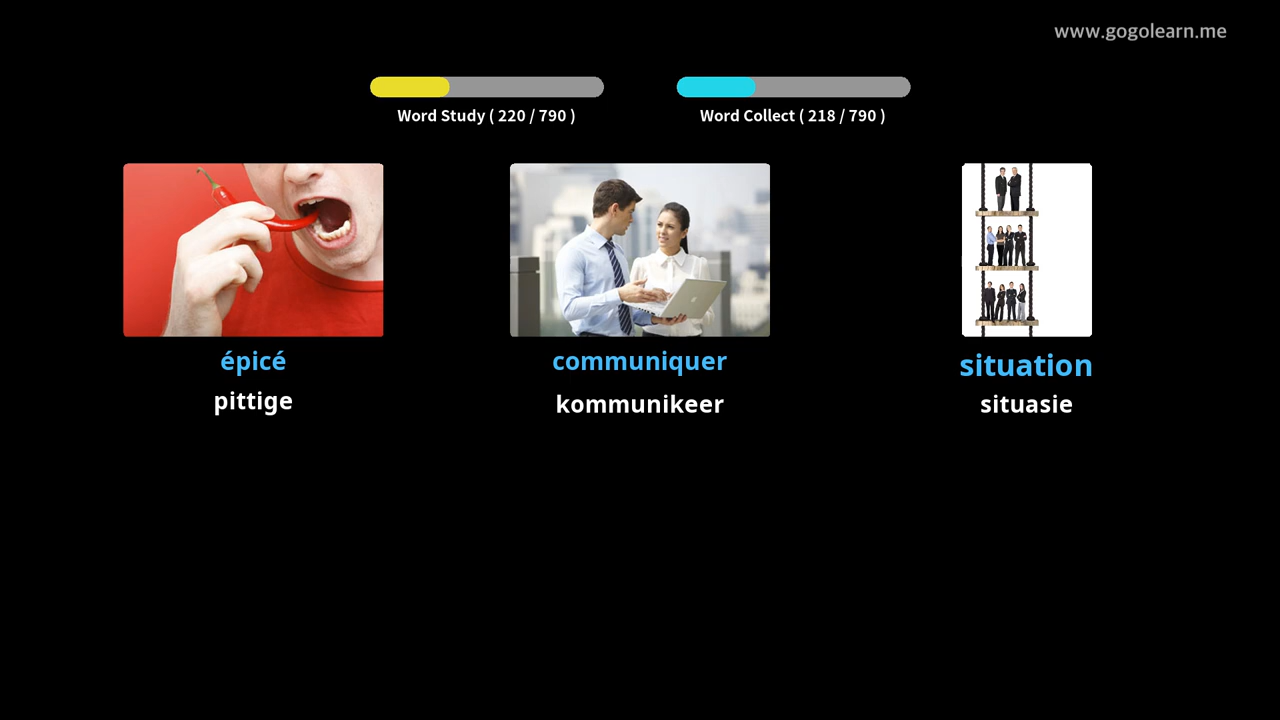 www.gogolearn.me
Word Study ( 220 / 790 )
Word Collect ( 218 / 790 )
épicé
communiquer
situation
pittige
kommunikeer
situasie